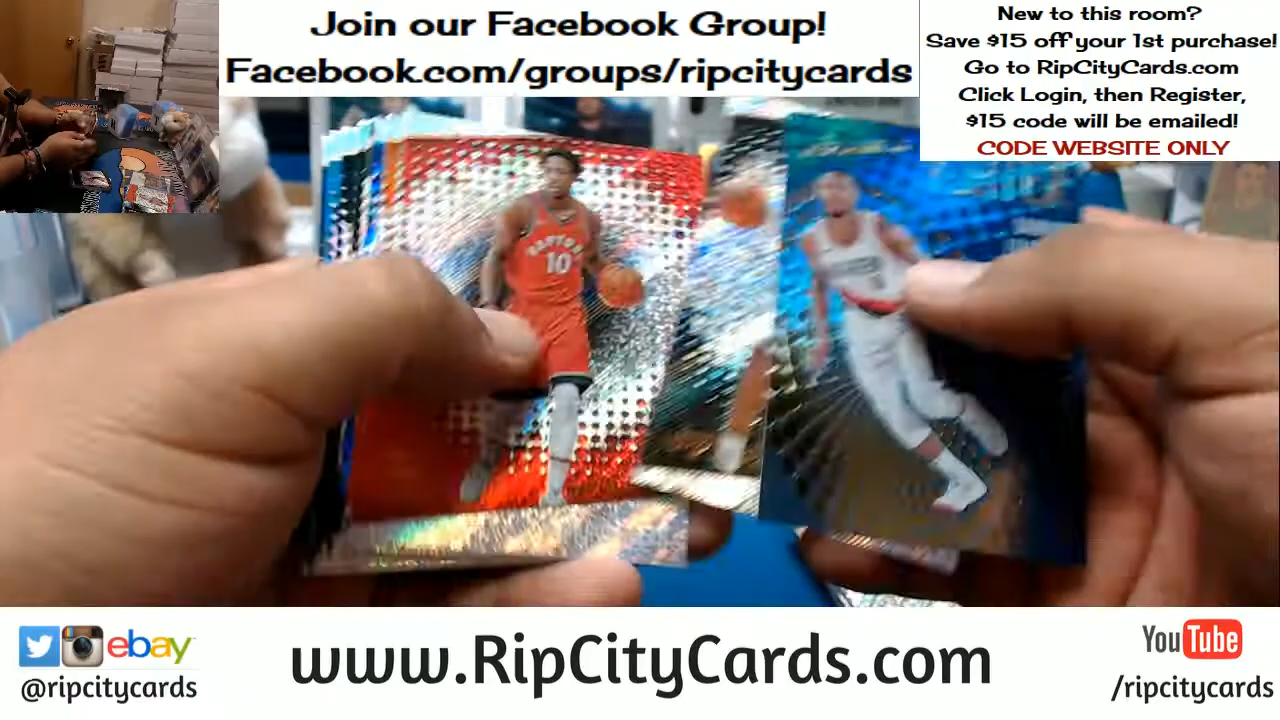 Join our Facebook Group!
Facebook.com/groups/ripcitycards
New to this room?
Save $15 off your 1st purchase!
Go to RipCityCards.com
Click Login, then Register,
$15 code will be emailed!
CODE WEBSITE ONLY
RAPTORS
10
ebay
@ripcitycards
www.RipCityCards.com
YouTube
/ripcitycards